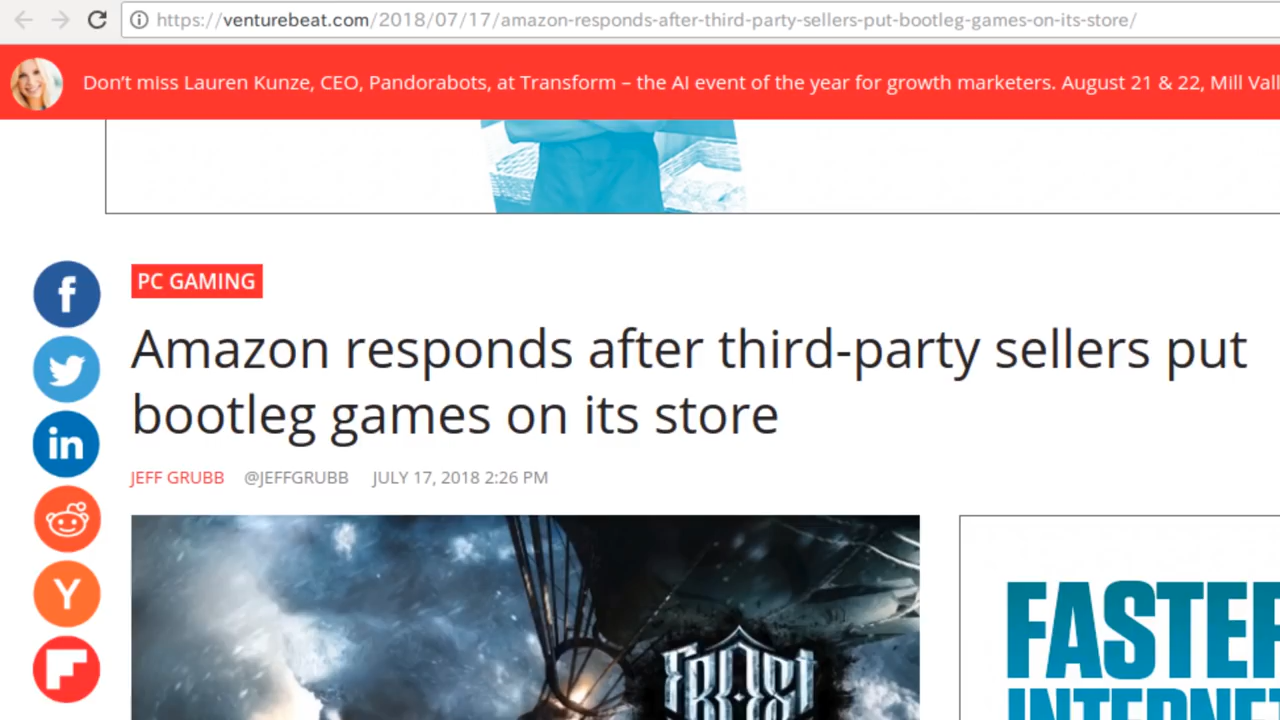 https://venturebeat.com/2018/07/17/amazon-responds-after-third-party-sellers-put-bootleg-games-on-its-store/
Don't miss Lauren Kunze, CEO, Pandorabots, at Transform – the AI event of the year for growth marketers. August 21 & 22, Mill Vall
PC GAMING
Amazon responds after third-party sellers put
bootleg games on its store
JEFF GRUBB @JEFFGRUBB JULY 17, 2018 2:26 PM
FROST
FASTER
INTERNE